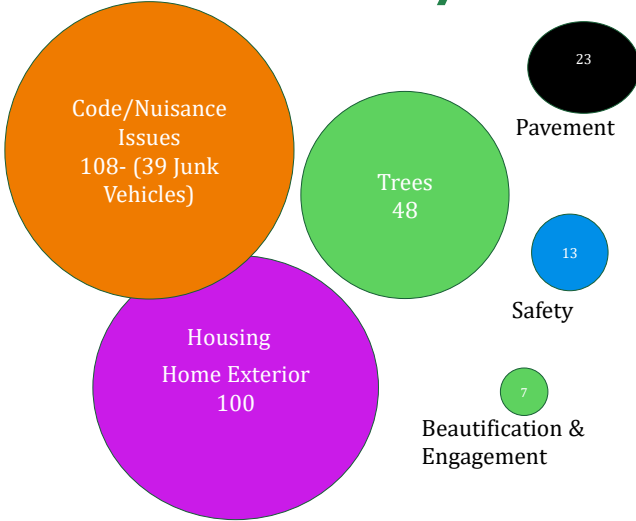 Code/Nuisance
Issues
108- (39 Junk
Vehicles)
Trees
48
23
Pavement
13
Safety
Housing
Home Exterior
100
7
Beautification &
Engagement